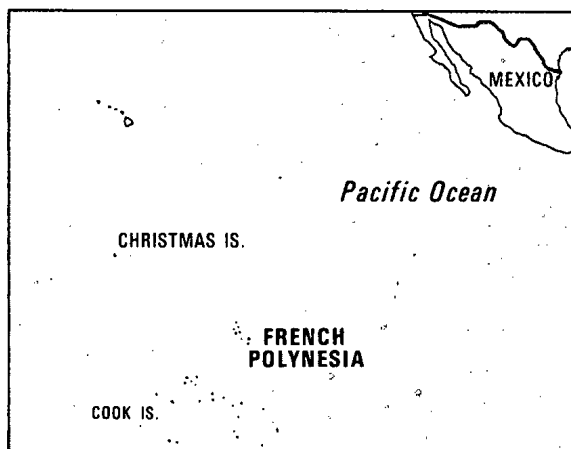 MEXICO
Pacific Ocean
CHRISTMAS IS.
FRENCH
POLYNESIA
COOK IS.